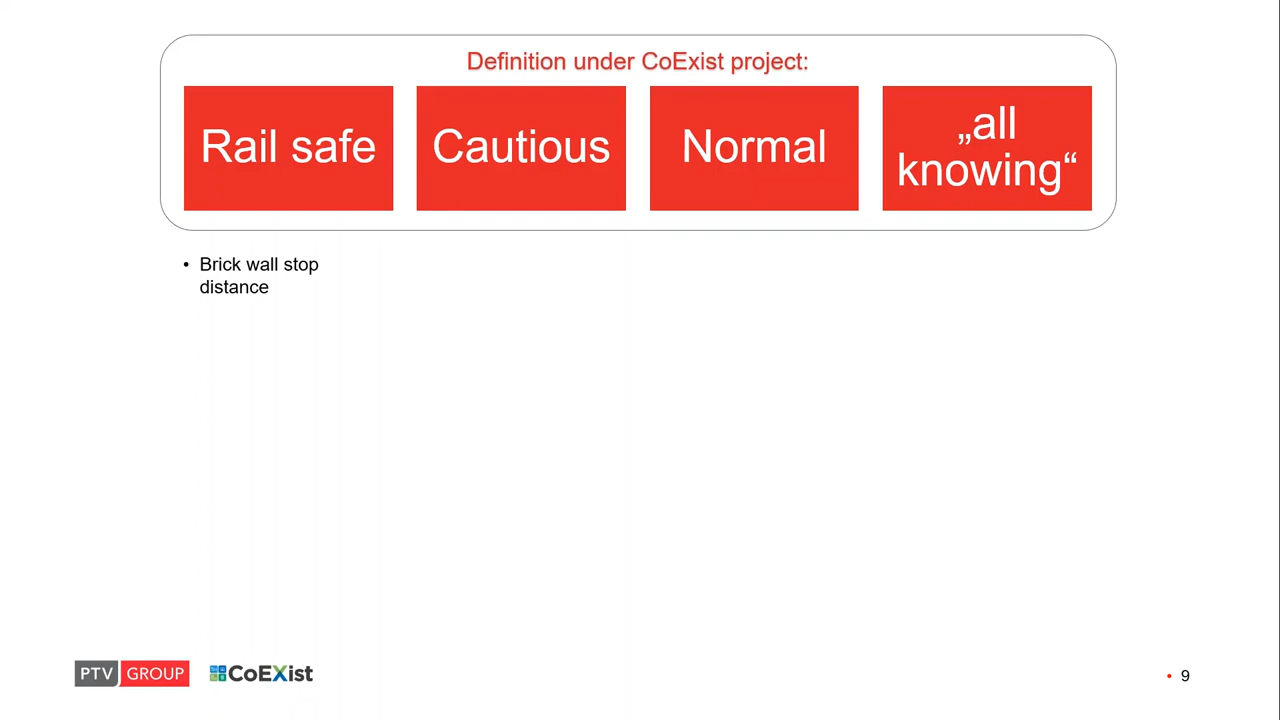 Definition under CoExist project:
Rail safe
Cautious
Normal
„all
knowing“
• Brick wall stop
distance
PTV GROUP
CoEXist
• 9